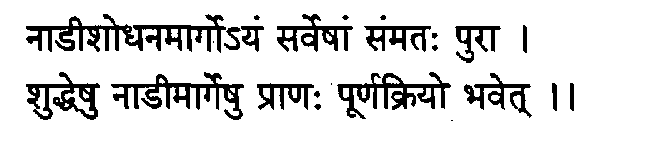 नाडीशोधनमार्गोऽयं सर्वेषां संमतः पुरा ।
शुद्धेषु नाडीमार्गेषु प्राणः पूर्णक्रियो भवेत् ।।